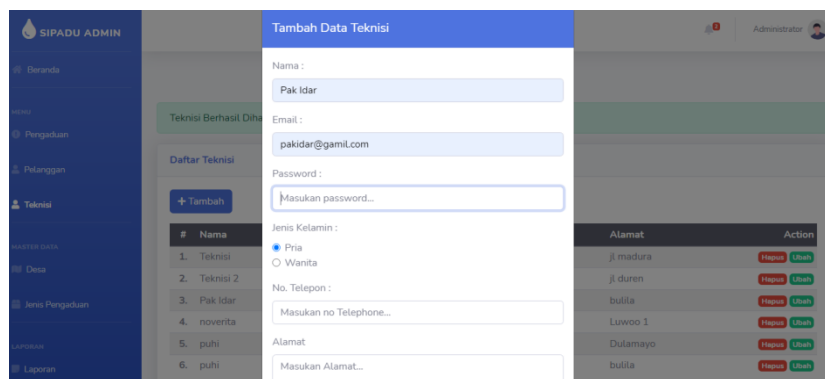 SIPADU ADMIN
Beranda
MENU
Pengaduan
Pelanggan
Teknisi
MASTER DATA
Desa
Jenis Pengaduan
LAPORAN
Laporan
Administrator
Teknisi Berhasil Diha
Daftar Teknisi
+ Tambah
# Nama Alamat Action
1. Teknisi jl madura Hapus Ubah
2. Teknisi 2 jl duren Hapus Ubah
3. Pak Idar bulila Hapus Ubah
4. noverita Luwoo 1 Hapus Ubah
5. puhi Dulamayo Hapus Ubah
6. puhi bulila Hapus Ubah
Tambah Data Teknisi
Nama :
Pak Idar
Email :
pakidar@gamil.com
Password :
Masukan password...
Jenis Kelamin :
Pria
Wanita
No. Telepon :
Masukan no Telephone...
Alamat
Masukan Alamat...